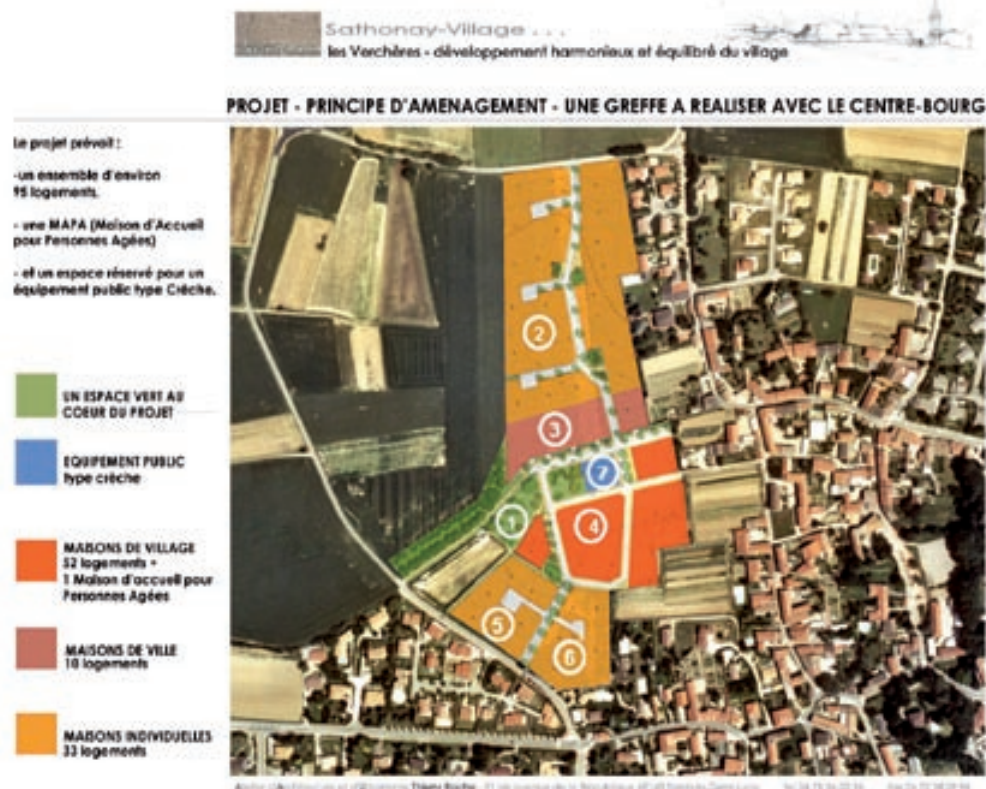 Sathonay-Village . . .
les Verchères - développement harmonieux et équilibré du village
PROJET - PRINCIPE D'AMENAGEMENT - UNE GREFFE A REALISER AVEC LE CENTRE-BOURG
Le projet prévoit :
-un ensemble d'environ
95 logements.
- une MAPA (Maison d'Accueil
pour Personnes Agées)
- et un espace réservé pour un
équipement public type Crèche.
UN ESPACE VERT AU
COEUR DU PROJET
EQUIPEMENT PUBLIC
type crèche
MAISONS DE VILLAGE
52 logements +
1 Maison d'accueil pour
Personnes Agées
MAISONS DE VILLE
10 logements
MAISONS INDIVIDUELLES
33 logements
2
3
7
1
4
5
6
Thierry Roche